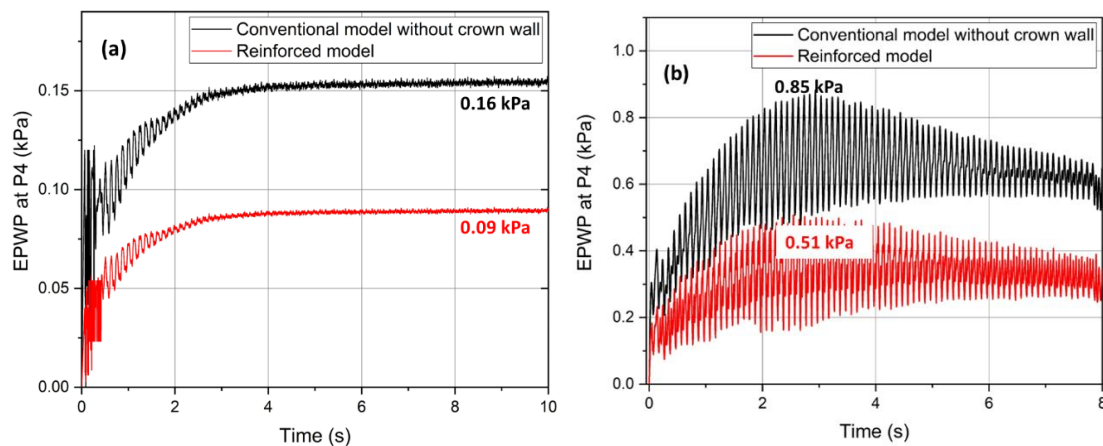 (a)
Conventional model without crown wall
Reinforced model
EPWP at P4 (kPa)
0.15
0.10
0.05
0.00
0.16 kPa
0.09 kPa
0
2
4
6
8
10
Time (s)
(b)
Conventional model without crown wall
Reinforced model
EPWP at P4 (kPa)
1.0
0.8
0.6
0.4
0.2
0.0
0.85 kPa
0.51 kPa
0
2
4
6
8
Time (s)